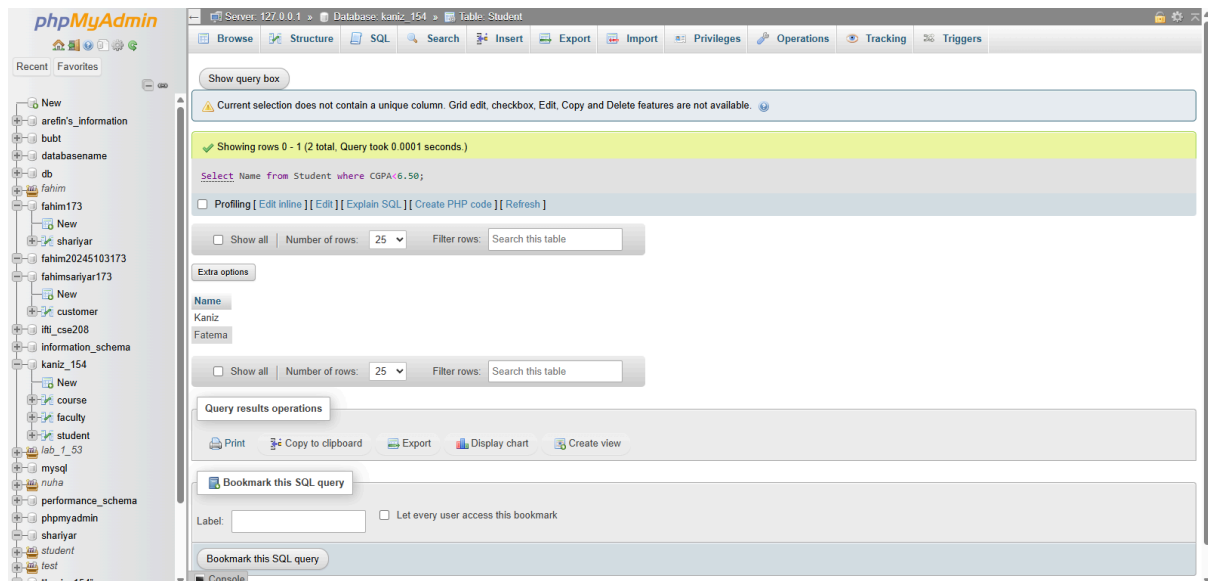 phpMyAdmin
Recent Favorites
New
arefin's_information
bubt
databasename
db
fahim
fahim173
New
shariyar
fahim20245103173
fahimsariyar173
New
customer
ifti_cse208
information_schema
kaniz_154
New
course
faculty
student
lab_1_53
mysql
nuha
performance_schema
phpmyadmin
shariyar
student
test
Server: 127.0.0.1 » Database: kaniz_154 » Table: Student
Browse Structure SQL Search Insert Export Import Privileges Operations Tracking Triggers
Show query box
Current selection does not contain a unique column. Grid edit, checkbox, Edit, Copy and Delete features are not available.
Showing rows 0 - 1 (2 total, Query took 0.0001 seconds.)
Select Name from Student where CGPA<6.50;
Profiling [ Edit inline ] [ Edit ] [ Explain SQL ] [ Create PHP code ] [ Refresh ]
Show all Number of rows: 25 Filter rows: Search this table
Extra options
Name
Kaniz
Fatema
Show all Number of rows: 25 Filter rows: Search this table
Query results operations
Print Copy to clipboard Export Display chart Create view
Bookmark this SQL query
Label: Let every user access this bookmark
Bookmark this SQL query
Console